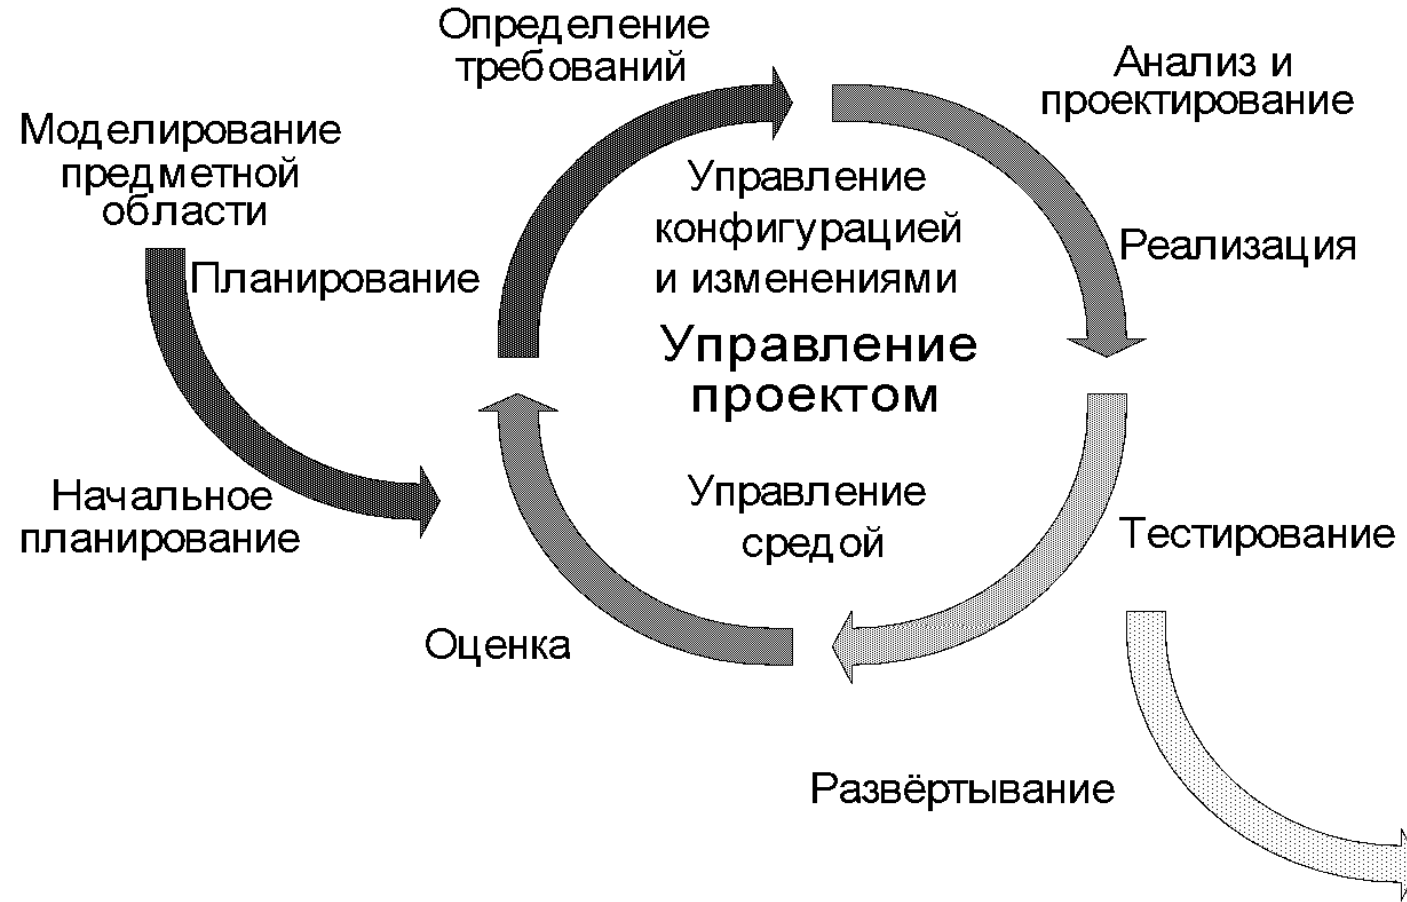 Определение
требований
Анализ и
проектирование
Моделирование
предметной
области
Управление
конфигурацией
и изменениями
Реализация
Планирование
Управление
проектом
Начальное
планирование
Управление
средой
Тестирование
Оценка
Развёртывание